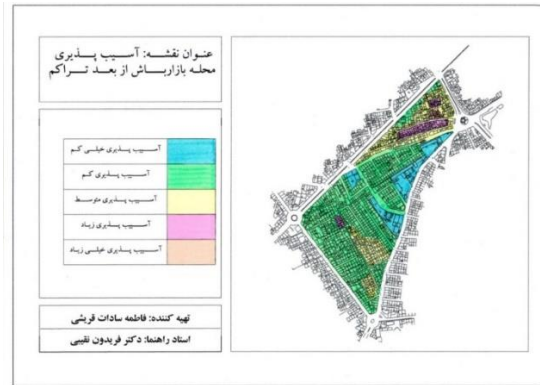 عنوان نقشه: آسیب پذیری
محله بازارباش از بعد تراکم
آسیب پذیری خیلی کم
آسیب پذیری کم
آسیب پذیری متوسط
آسیب پذیری زیاد
آسیب پذیری خیلی زیاد
تهیه کننده: فاطمه سادات قریشی
استاد راهنما: دکتر فریدون نقیبی